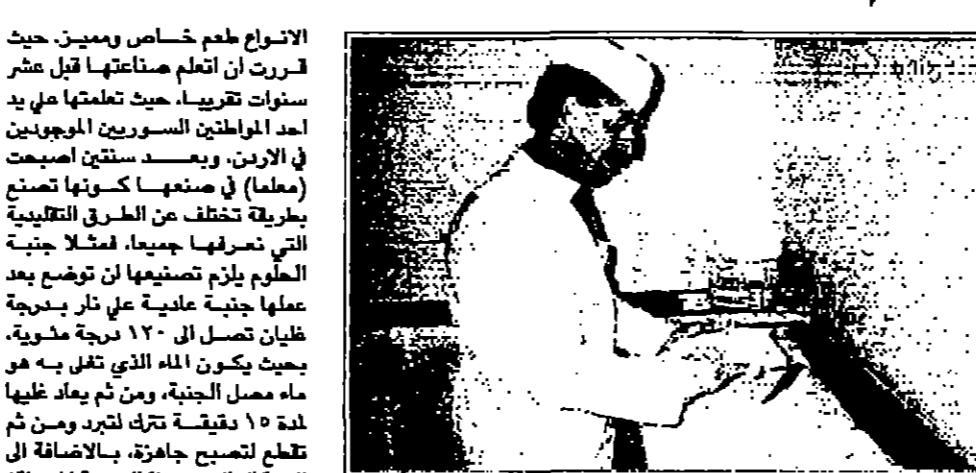 الانواع طعم خاص ومميز. حيث
قررت ان اتعلم صناعتها قبل عشر
سنوات تقريبا، حيث تعلمتها على يد
احد المواطنين السوريين الموجودين
في الاردن. وبعد سنتين اصبحت
(معلما) في صنعها كونها تصنع
بطريقة تختلف عن الطرق التقليدية
التي نعرفها جميعا، فمثلا جنبة
الحلوم يلزم تصنيعها ان توضع بعد
عملها جنبة عادية على نار بدرجة
غليان تصل الى ١٢٠ درجة مئوية،
بحيث يكون الماء الذي تغلى به هو
ماء مصل الجنبة، ومن ثم يعاد غليها
لمدة ١٥ دقيقة تترك لتبرد ومن ثم
تقطع لتصبح جاهزة، بالاضافة الى